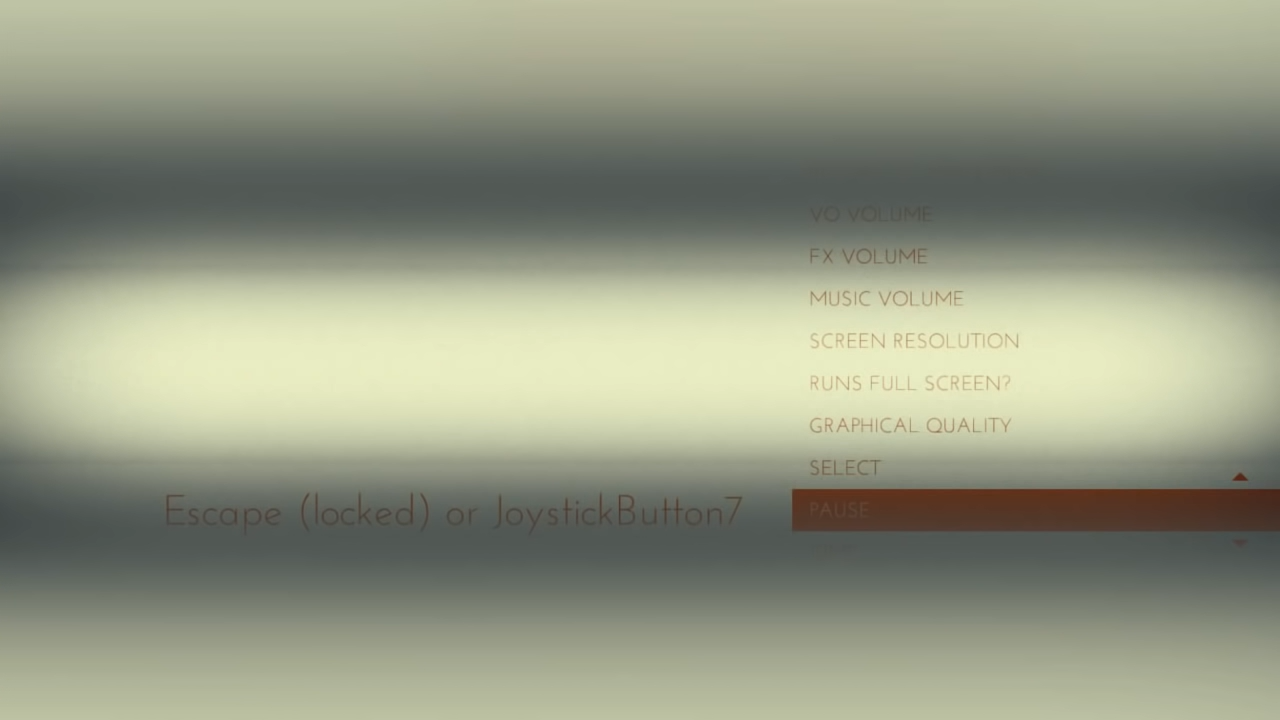 VO VOLUME
FX VOLUME
MUSIC VOLUME
SCREEN RESOLUTION
RUNS FULL SCREEN?
GRAPHICAL QUALITY
SELECT
Escape (locked) or JoystickButton7
PAUSE